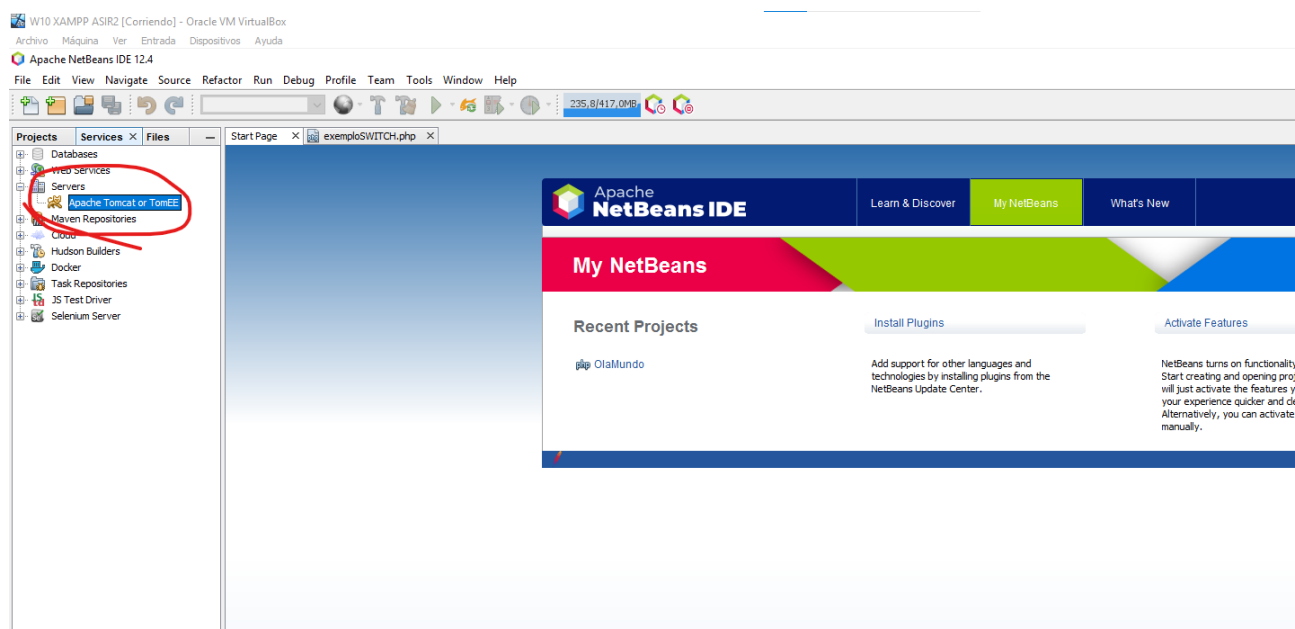 W10 XAMPP ASIR2 [Corriendo] - Oracle VM VirtualBox
Archivo Máquina Ver Entrada Dispositivos Ayuda
Apache NetBeans IDE 12.4
File Edit View Navigate Source Refactor Run Debug Profile Team Tools Window Help
235,8/417,0MB
Projects Services Files
Start Page exemploSWITCH.php
Databases
Web Services
Servers
Apache Tomcat or TomEE
Maven Repositories
Cloud
Hudson Builders
Docker
Task Repositories
JS Test Driver
Selenium Server
Apache
NetBeans IDE
Learn & Discover My NetBeans What's New
My NetBeans
Recent Projects
php OlaMundo
Install Plugins
Add support for other languages and
technologies by installing plugins from the
NetBeans Update Center.
Activate Features
NetBeans turns on functionality
Start creating and opening pro
will just activate the features y
your experience quicker and
Alternatively, you can activate
manually.